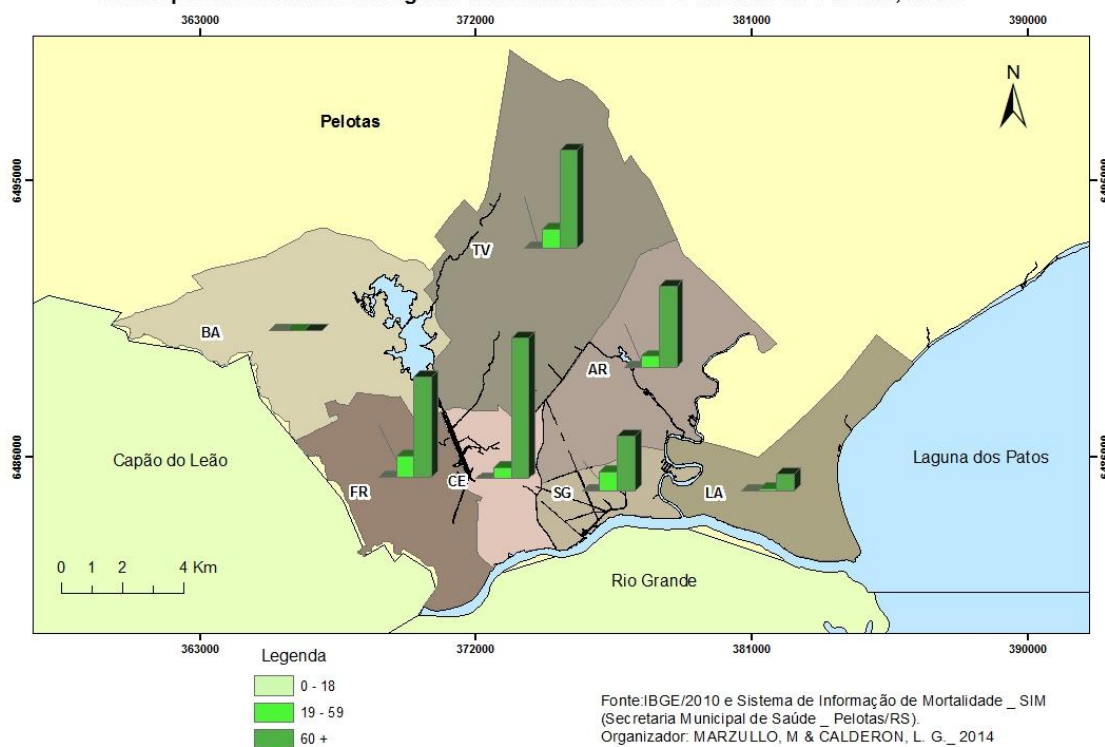 363000 372000 381000 390000
N
Pelotas
6495000
TV
BA
AR
6486000
Capão do Leão
Laguna dos Patos
FR
CE
SG
LA
0 1 2 4 Km
Rio Grande
363000 372000 381000 390000
Legenda
0 - 18
19 - 59
60 +
Fonte:IBGE/2010 e Sistema de Informação de Mortalidade _ SIM
(Secretaria Municipal de Saúde _ Pelotas/RS).
Organizador: MARZULLO, M & CALDERON, L. G._ 2014